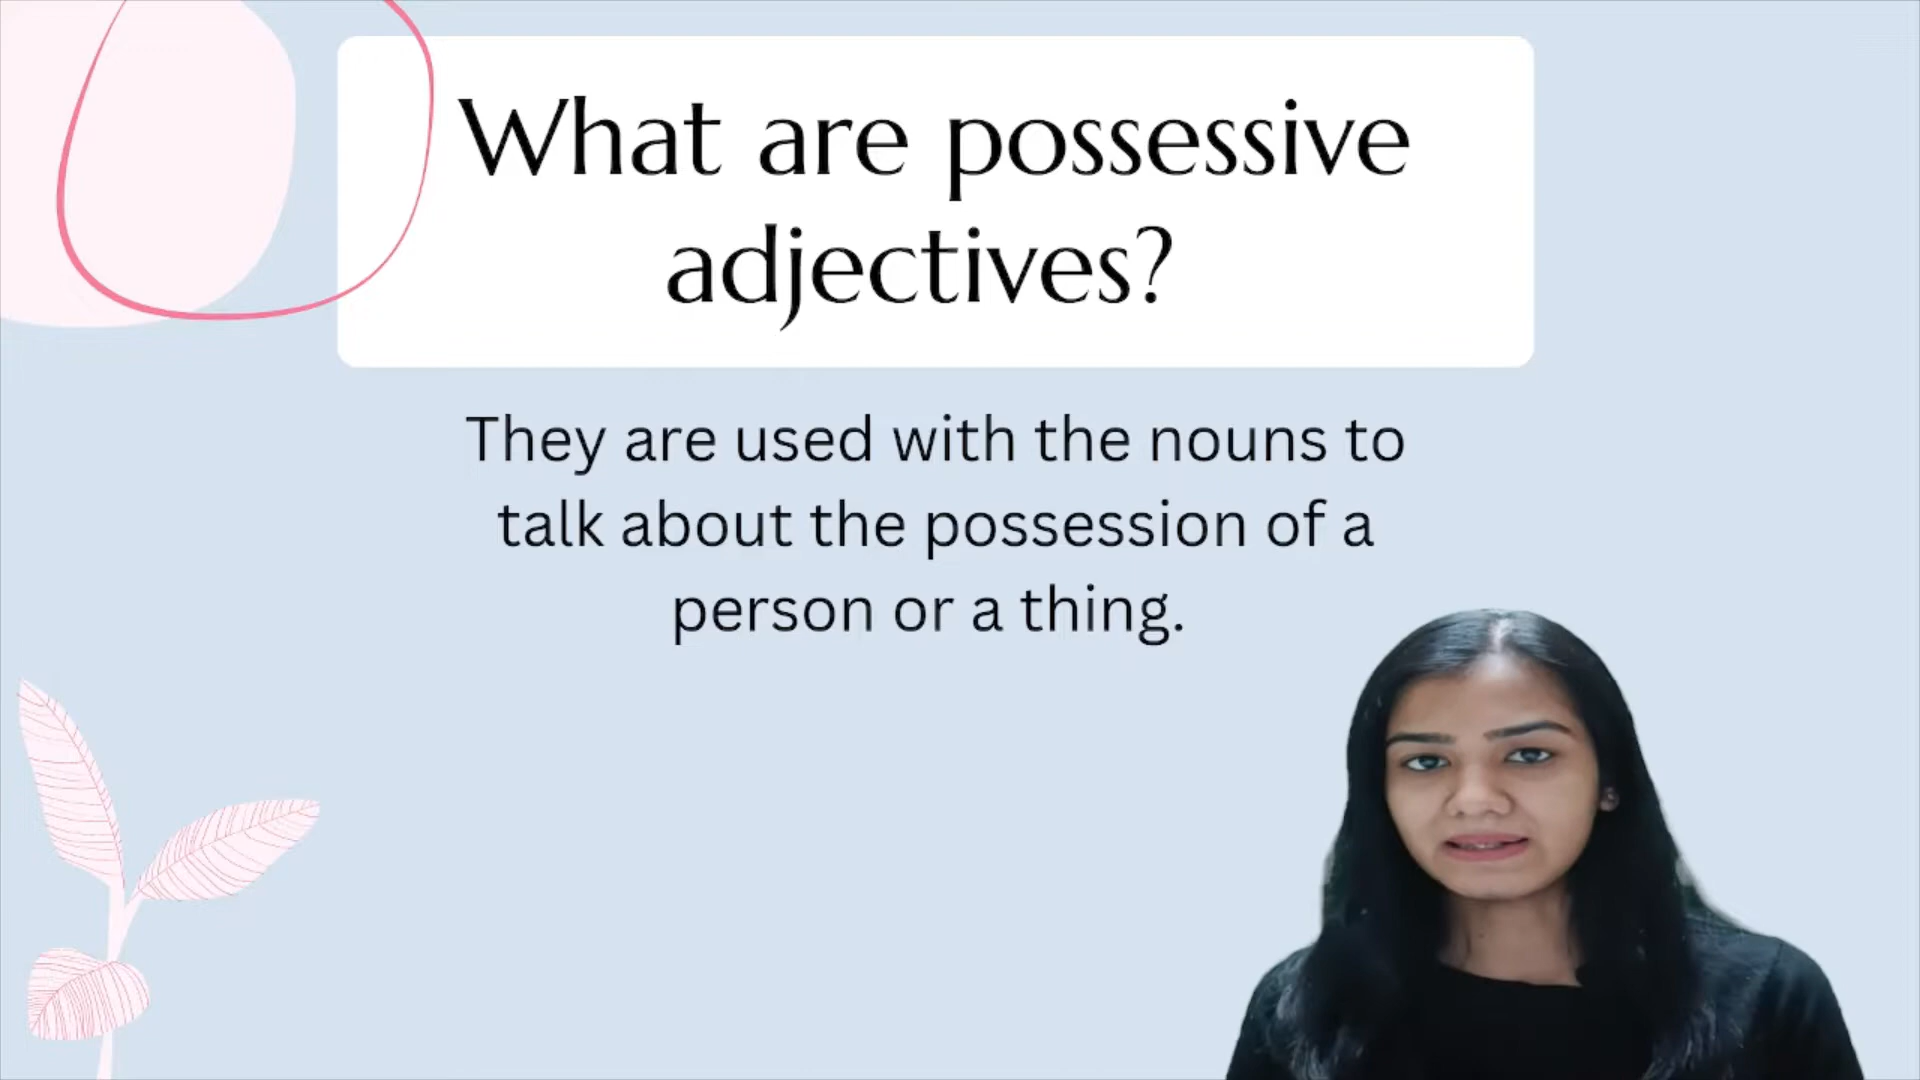 What are possessive
adjectives?
They are used with the nouns to
talk about the possession of a
person or a thing.